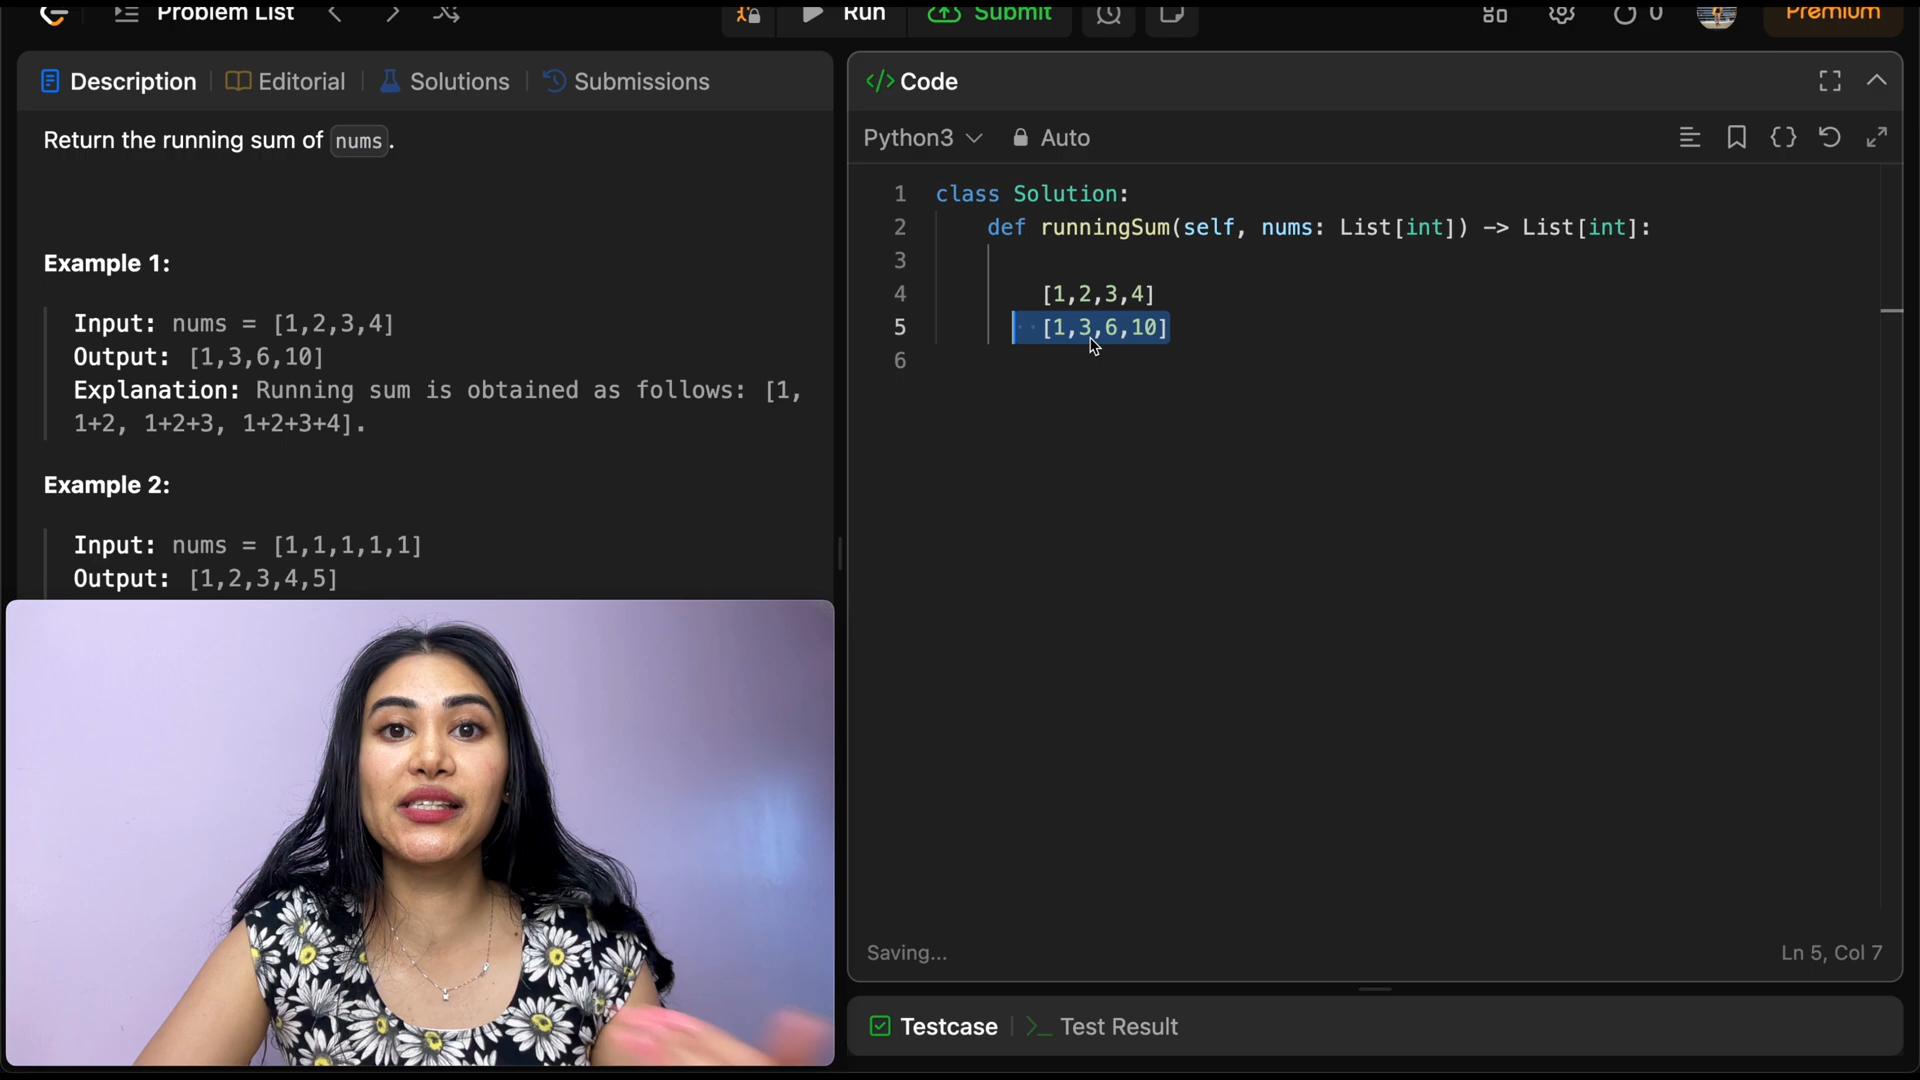 Problem List
Run
Submit
0
Premium
Description
Editorial
Solutions
Submissions
Return the running sum of nums.
Example 1:
Input: nums = [1,2,3,4]
Output: [1,3,6,10]
Explanation: Running sum is obtained as follows: [1,
1+2, 1+2+3, 1+2+3+4].
Example 2:
Input: nums = [1,1,1,1,1]
Output: [1,2,3,4,5]
</> Code
Python3
Auto
1 class Solution:
2 def runningSum(self, nums: List[int]) -> List[int]:
3
4 [1,2,3,4]
5 [1,3,6,10]
6
Saving...
Ln 5, Col 7
Testcase
>_ Test Result